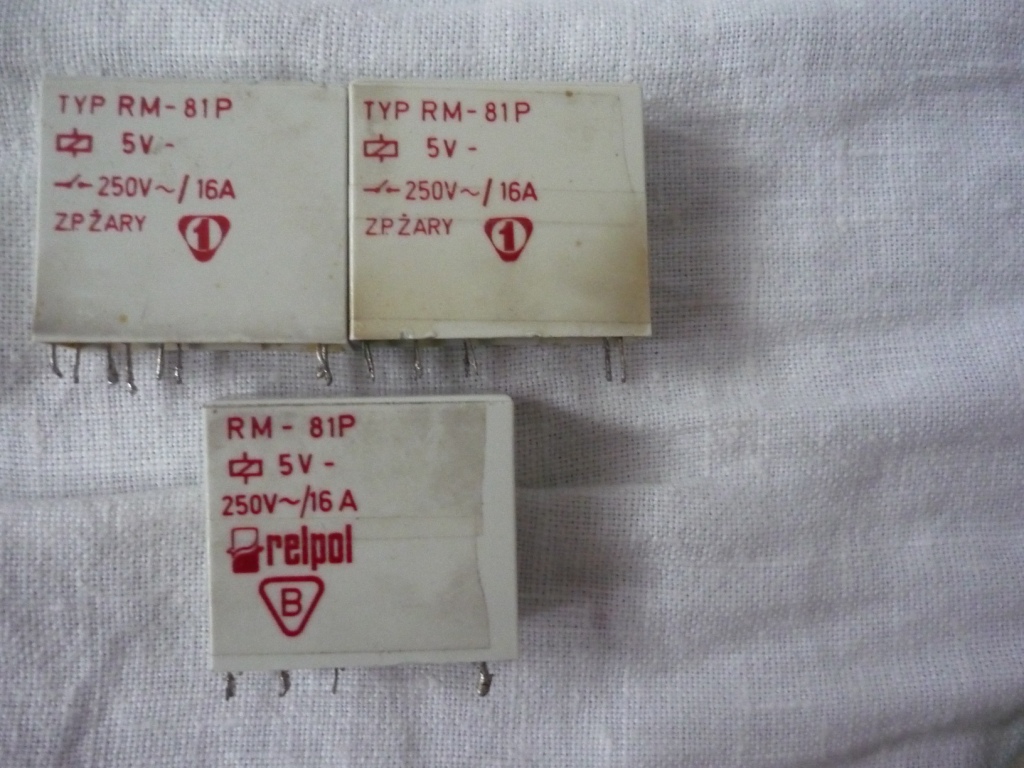 TYP RM-81P
5V -
250V~/16A
ZP ŻARY 1
TYP RM-81P
5V -
250V~/16A
ZP ŻARY 1
RM - 81P
5V -
250V~/16 A
relpol
B